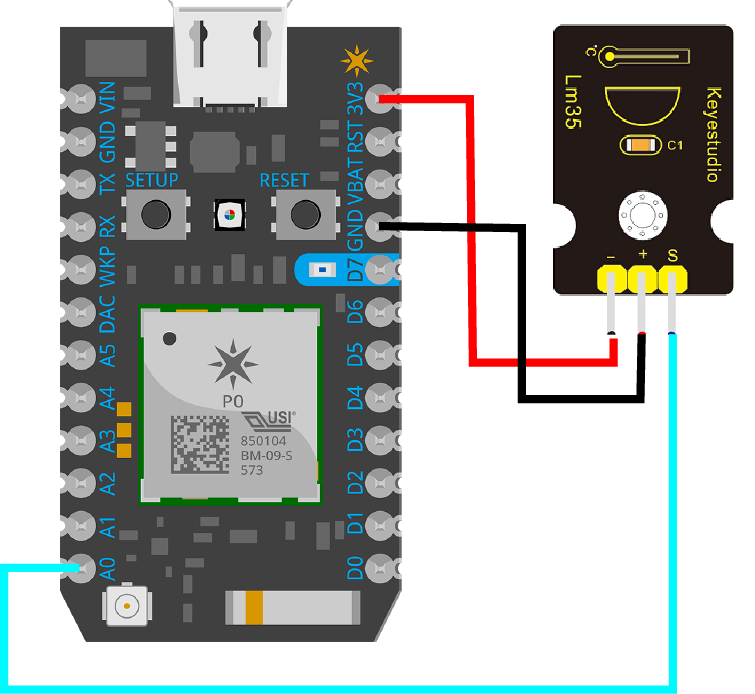 VIN
GND
TX
RX
WKP
DAC
A5
A4
A3
A2
A1
A0
SETUP
RESET
3V3
RST
VBAT
GND
D7
D6
D5
D4
D3
D2
D1
D0
P0
USI®
850104
BM-09-S
573
°C
Lm35
Keyestudio
C1
- + S